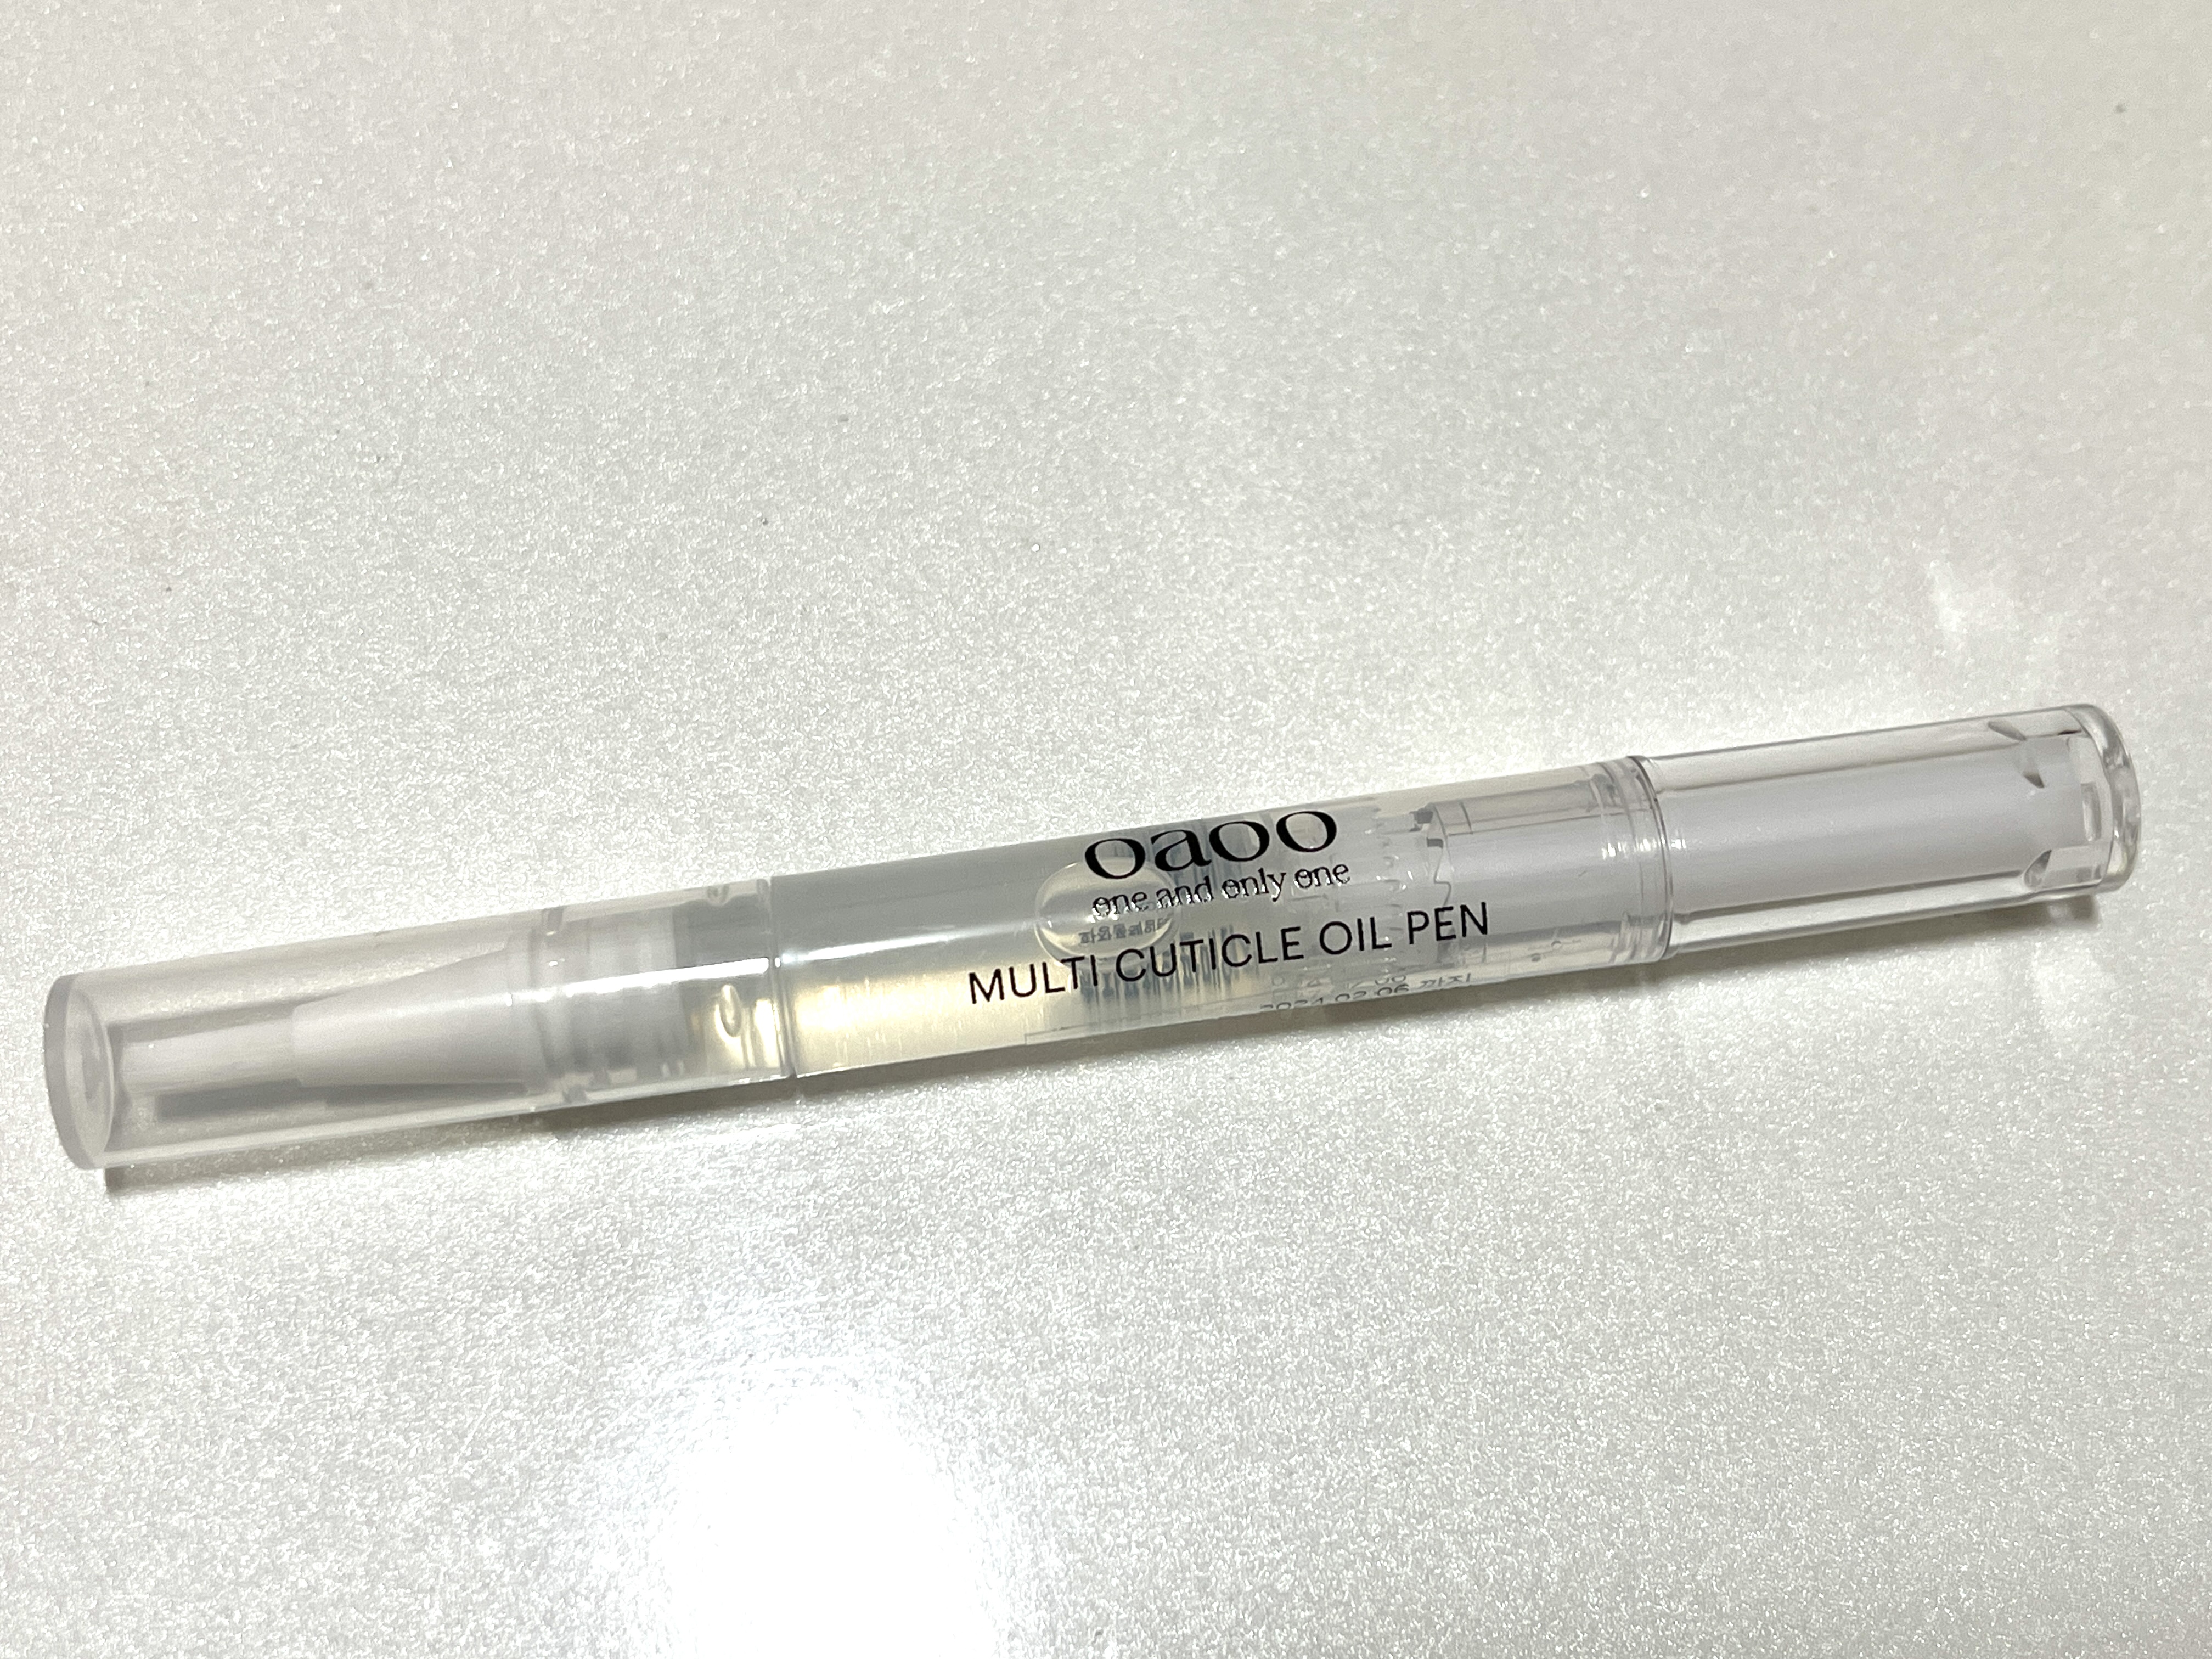 oaoo
one and only one
MULTI CUTICLE OIL PEN